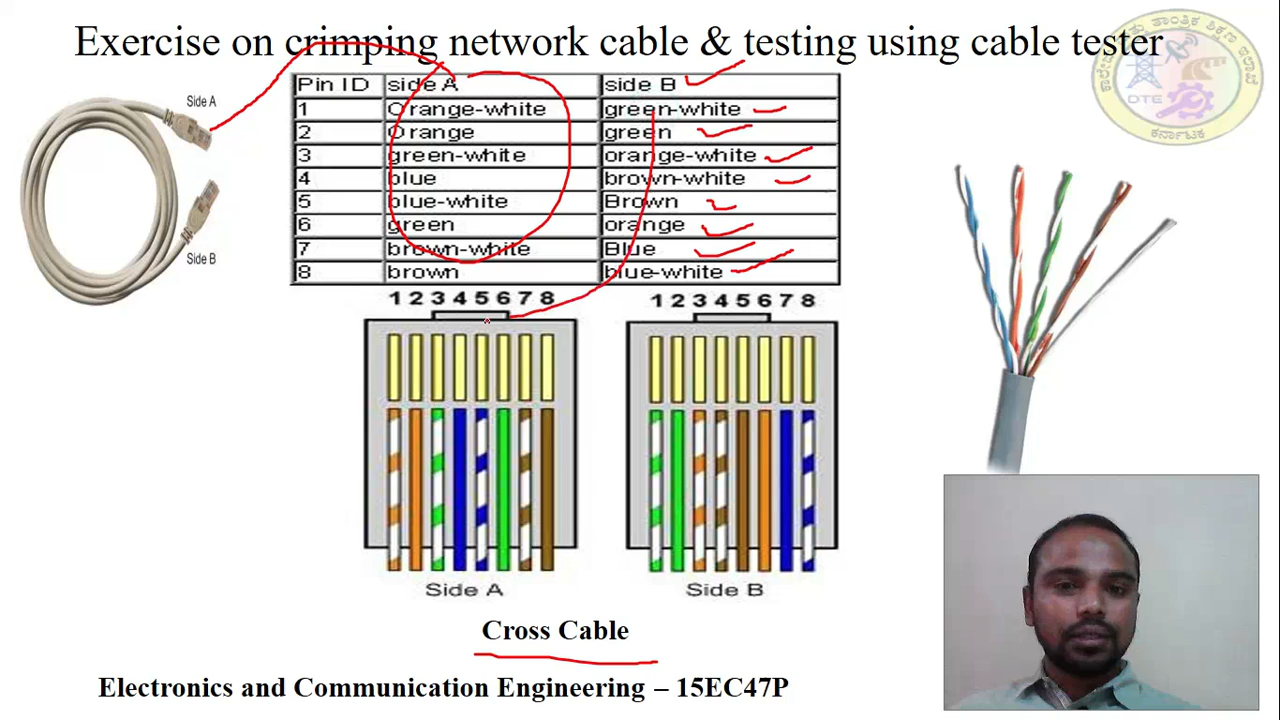 Exercise on crimping network cable & testing using cable tester
Side A
Side B
Pin ID side A side B
1 Orange-white green-white
2 Orange green
3 green-white orange-white
4 blue brown-white
5 blue-white Brown
6 green orange
7 brown-white Blue
8 brown blue-white
1 2 3 4 5 6 7 8
1 2 3 4 5 6 7 8
Side A
Side B
Cross Cable
Electronics and Communication Engineering – 15EC47P
DTE
ಕರ್ನಾಟಕ